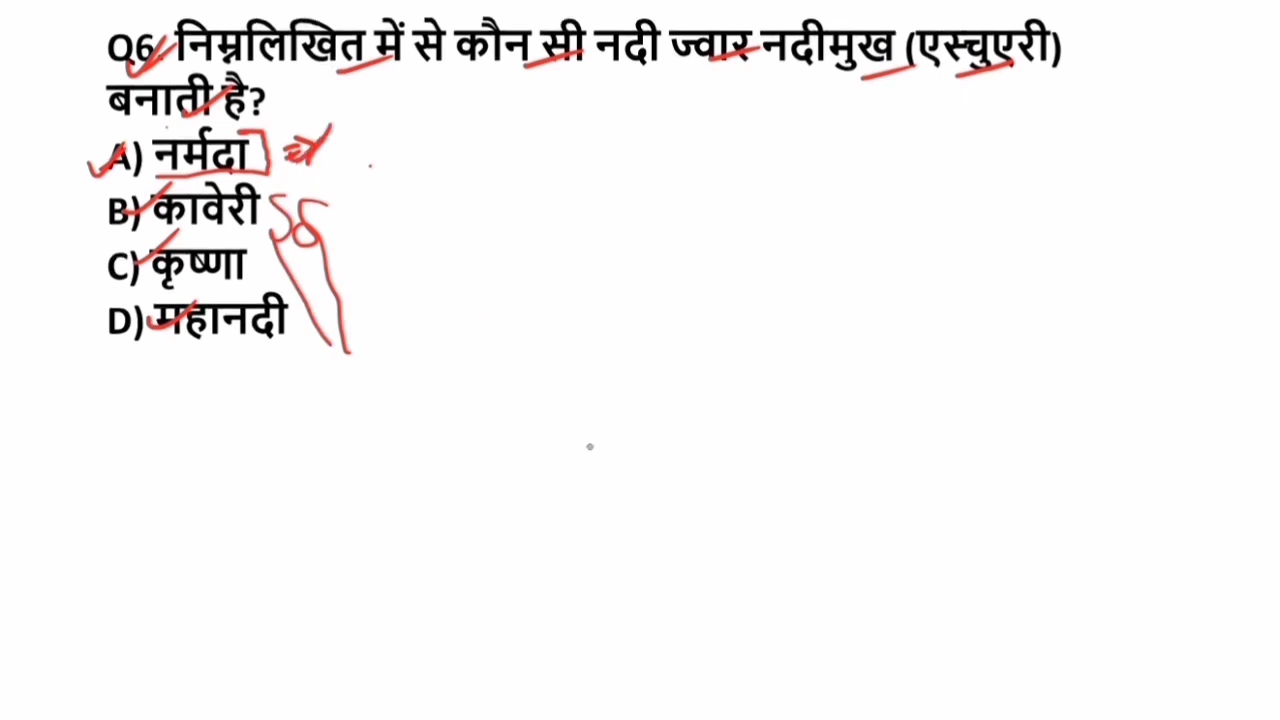 Q6 निम्नलिखित में से कौन सी नदी ज्वार नदीमुख (एस्चुएरी)
बनाती है?
A) नर्मदा
B) कावेरी
C) कृष्णा
D) महानदी